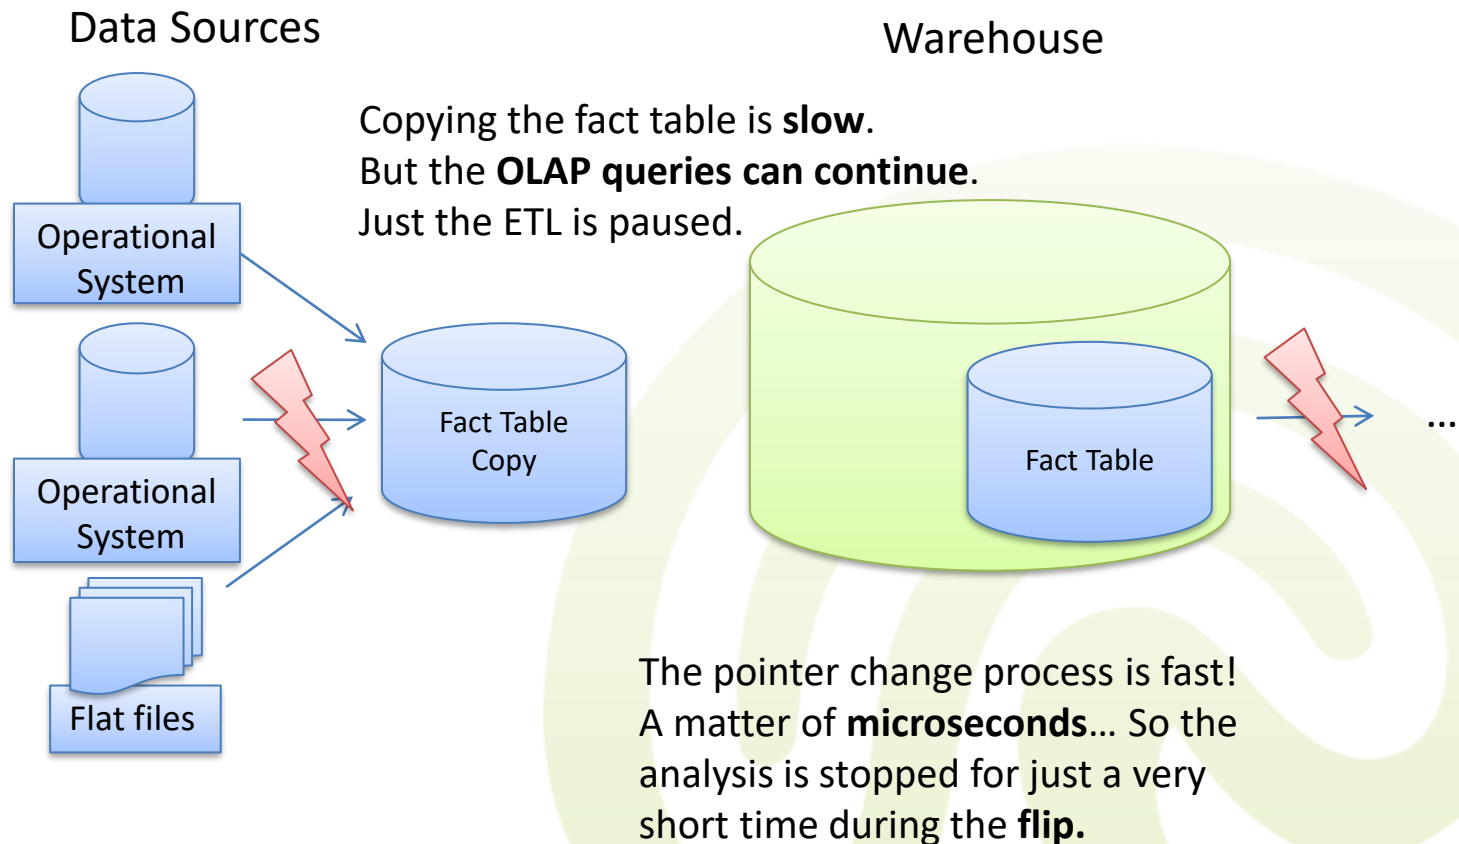 Data Sources
Warehouse
Copying the fact table is slow.
But the OLAP queries can continue.
Just the ETL is paused.
Operational
System
Operational
System
Flat files
Fact Table
Copy
Fact Table
...
The pointer change process is fast!
A matter of microseconds… So the
analysis is stopped for just a very
short time during the flip.